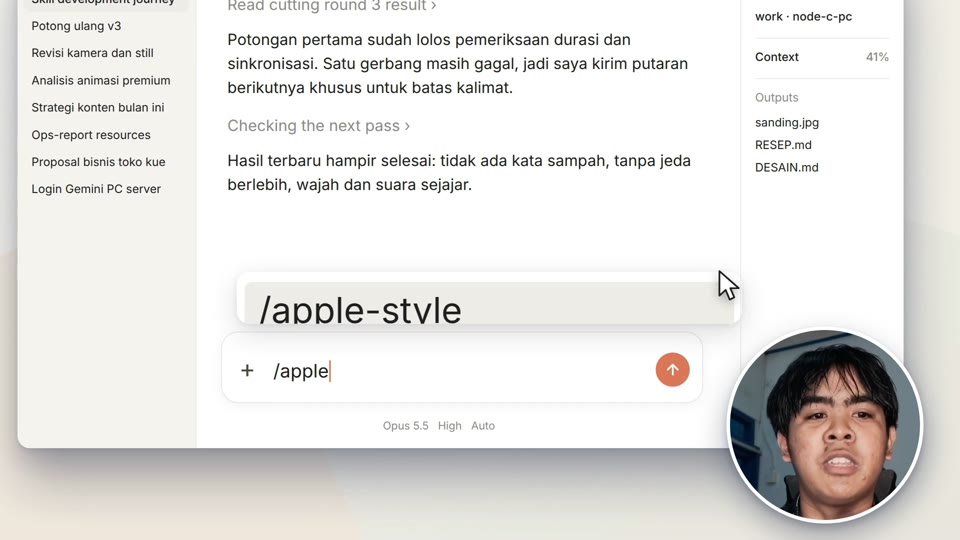 Skill development journey
Potong ulang v3
Revisi kamera dan still
Analisis animasi premium
Strategi konten bulan ini
Ops-report resources
Proposal bisnis toko kue
Login Gemini PC server
Read cutting round 3 result ›
Potongan pertama sudah lolos pemeriksaan durasi dan
sinkronisasi. Satu gerbang masih gagal, jadi saya kirim putaran
berikutnya khusus untuk batas kalimat.
Checking the next pass ›
Hasil terbaru hampir selesai: tidak ada kata sampah, tanpa jeda
berlebih, wajah dan suara sejajar.
/apple-style
+ /apple
Opus 5.5 High Auto
work · node-c-pc
Context 41%
Outputs
sanding.jpg
RESEP.md
DESAIN.md